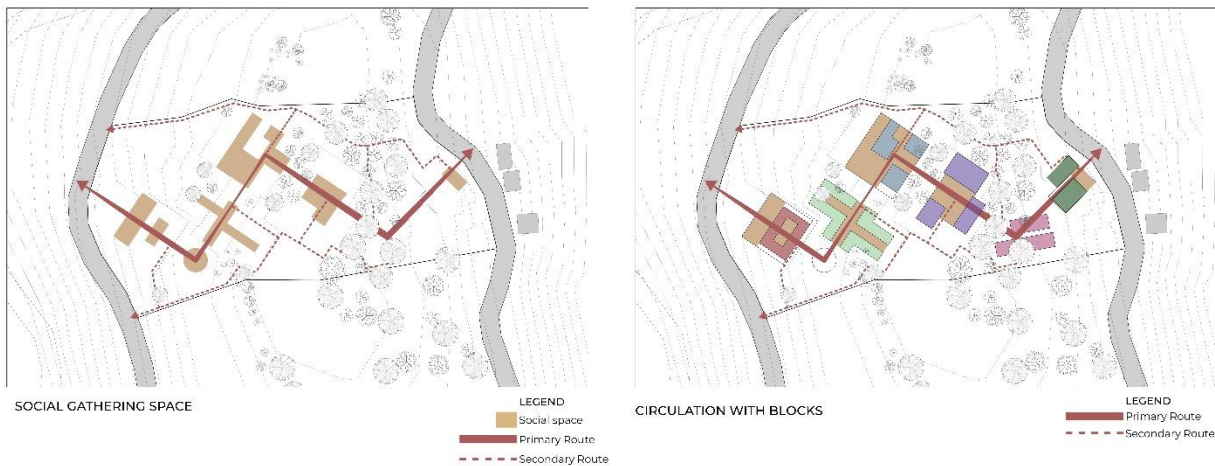 SOCIAL GATHERING SPACE
LEGEND
Social space
Primary Route
Secondary Route
CIRCULATION WITH BLOCKS
LEGEND
Primary Route
Secondary Route